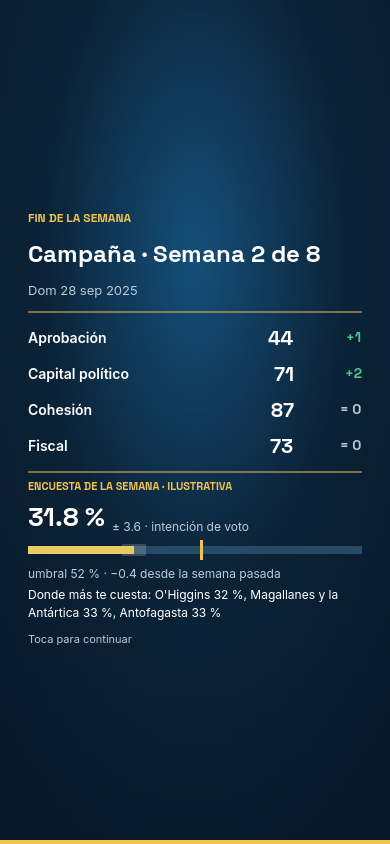 FIN DE LA SEMANA
Campaña · Semana 2 de 8
Dom 28 sep 2025
Aprobación 44 +1
Capital político 71 +2
Cohesión 87 = 0
Fiscal 73 = 0
ENCUESTA DE LA SEMANA · ILUSTRATIVA
31.8 % ± 3.6 · intención de voto
umbral 52 % · −0.4 desde la semana pasada
Donde más te cuesta: O'Higgins 32 %, Magallanes y la
Antártica 33 %, Antofagasta 33 %
Toca para continuar